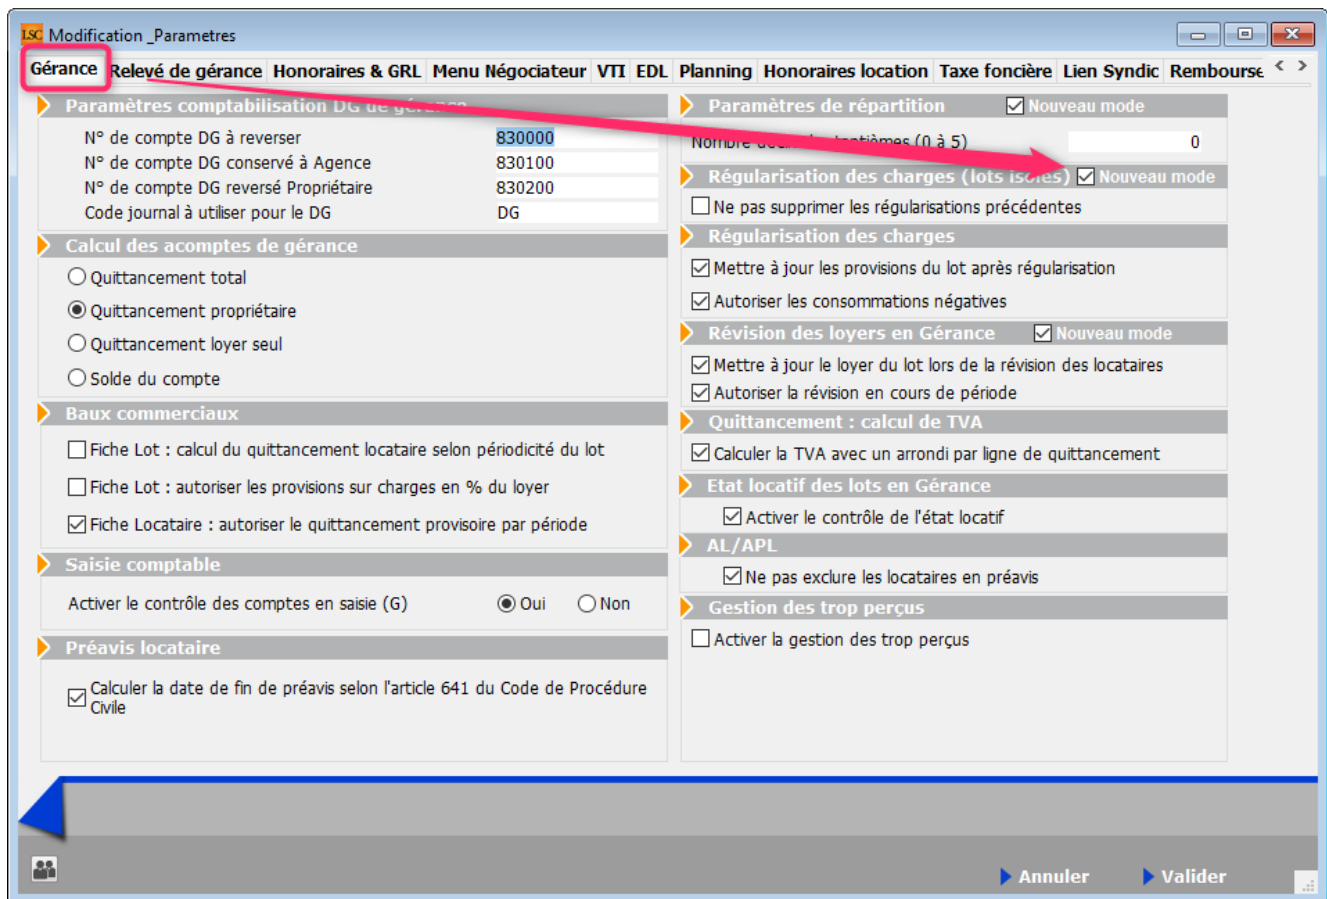 LSC Modification _Parametres
Gérance Relevé de gérance Honoraires & GRL Menu Négociateur VTI EDL Planning Honoraires location Taxe foncière Lien Syndic Rembourse
Paramètres comptabilisation DG de gérance
N° de compte DG à reverser 830000
N° de compte DG conservé à Agence 830100
N° de compte DG reversé Propriétaire 830200
Code journal à utiliser pour le DG DG
Calcul des acomptes de gérance
Quittancement total
Quittancement propriétaire
Quittancement loyer seul
Solde du compte
Baux commerciaux
Fiche Lot : calcul du quittancement locataire selon périodicité du lot
Fiche Lot : autoriser les provisions sur charges en % du loyer
Fiche Locataire : autoriser le quittancement provisoire par période
Saisie comptable
Activer le contrôle des comptes en saisie (G) Oui Non
Préavis locataire
Calculer la date de fin de préavis selon l'article 641 du Code de Procédure
Civile
Paramètres de répartition Nouveau mode
Nombre tantièmes (0 à 5) 0
Régularisation des charges (lots isolés) Nouveau mode
Ne pas supprimer les régularisations précédentes
Régularisation des charges
Mettre à jour les provisions du lot après régularisation
Autoriser les consommations négatives
Révision des loyers en Gérance Nouveau mode
Mettre à jour le loyer du lot lors de la révision des locataires
Autoriser la révision en cours de période
Quittancement : calcul de TVA
Calculer la TVA avec un arrondi par ligne de quittancement
Etat locatif des lots en Gérance
Activer le contrôle de l'état locatif
AL/APL
Ne pas exclure les locataires en préavis
Gestion des trop perçus
Activer la gestion des trop perçus
Annuler Valider